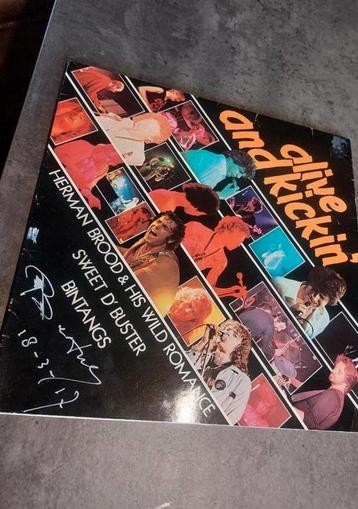 alive
and kickin'
HERMAN BROOD & HIS WILD ROMANCE
SWEET D'BUSTER
BINTANGS
18-3-'17